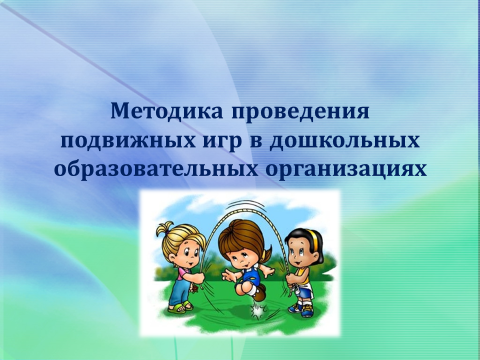 Методика проведения
подвижных игр в дошкольных
образовательных организациях